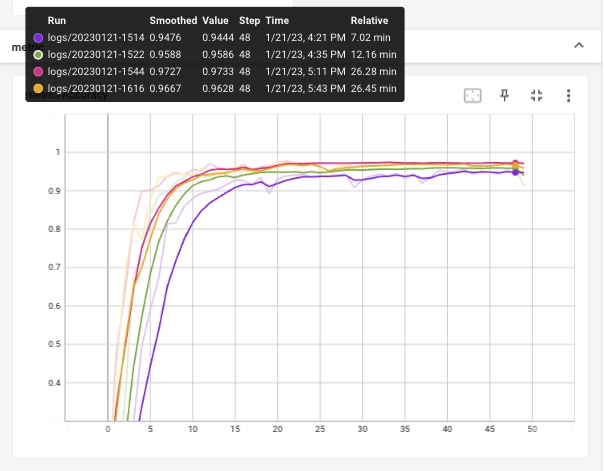 Run Smoothed Value Step Time Relative
logs/20230121-1514 0.9476 0.9444 48 1/21/23, 4:21 PM 7.02 min
logs/20230121-1522 0.9588 0.9586 48 1/21/23, 4:35 PM 12.16 min
logs/20230121-1544 0.9727 0.9733 48 1/21/23, 5:11 PM 26.28 min
logs/20230121-1616 0.9667 0.9628 48 1/21/23, 5:43 PM 26.45 min
1
0.9
0.8
0.7
0.6
0.5
0.4
0 5 10 15 20 25 30 35 40 45 50